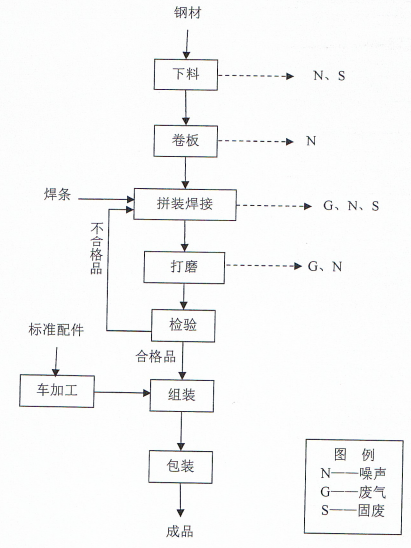 钢材
下料
N、S
卷板
N
焊条
拼装焊接
G、N、S
不合格品
打磨
G、N
检验
标准配件
合格品
车加工
组装
包装
成品
图 例
N——噪声
G——废气
S——固废